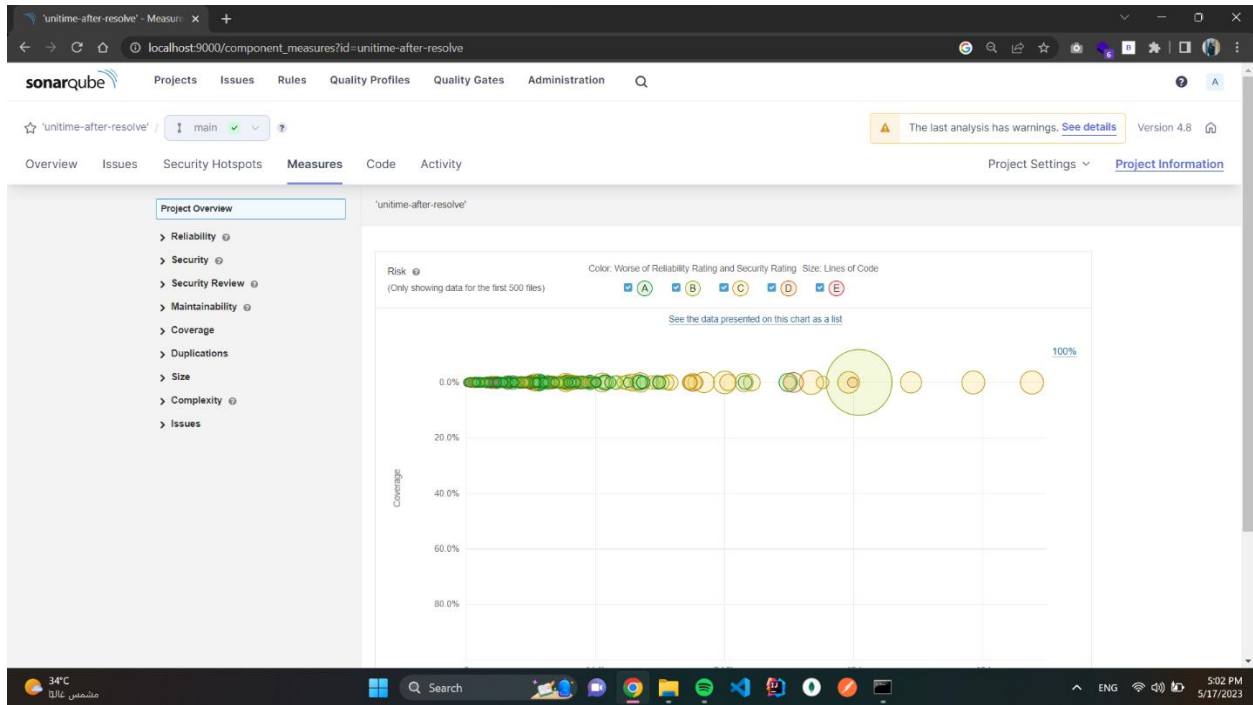 'unitime-after-resolve' - Measur
localhost:9000/component_measures?id=unitime-after-resolve
6
B
sonarqube
Projects Issues Rules Quality Profiles Quality Gates Administration
A
'unitime-after-resolve' / main
The last analysis has warnings. See details
Version 4.8
Overview Issues Security Hotspots Measures Code Activity
Project Settings
Project Information
Project Overview
Reliability
Security
Security Review
Maintainability
Coverage
Duplications
Size
Complexity
Issues
'unitime-after-resolve'
Risk
(Only showing data for the first 500 files)
Color: Worse of Reliability Rating and Security Rating Size: Lines of Code
A B C D E
See the data presented on this chart as a list
100%
0.0%
20.0%
40.0%
60.0%
80.0%
Coverage
34°C
مشمس غالبًا
Search
ENG
5:02 PM
5/17/2023